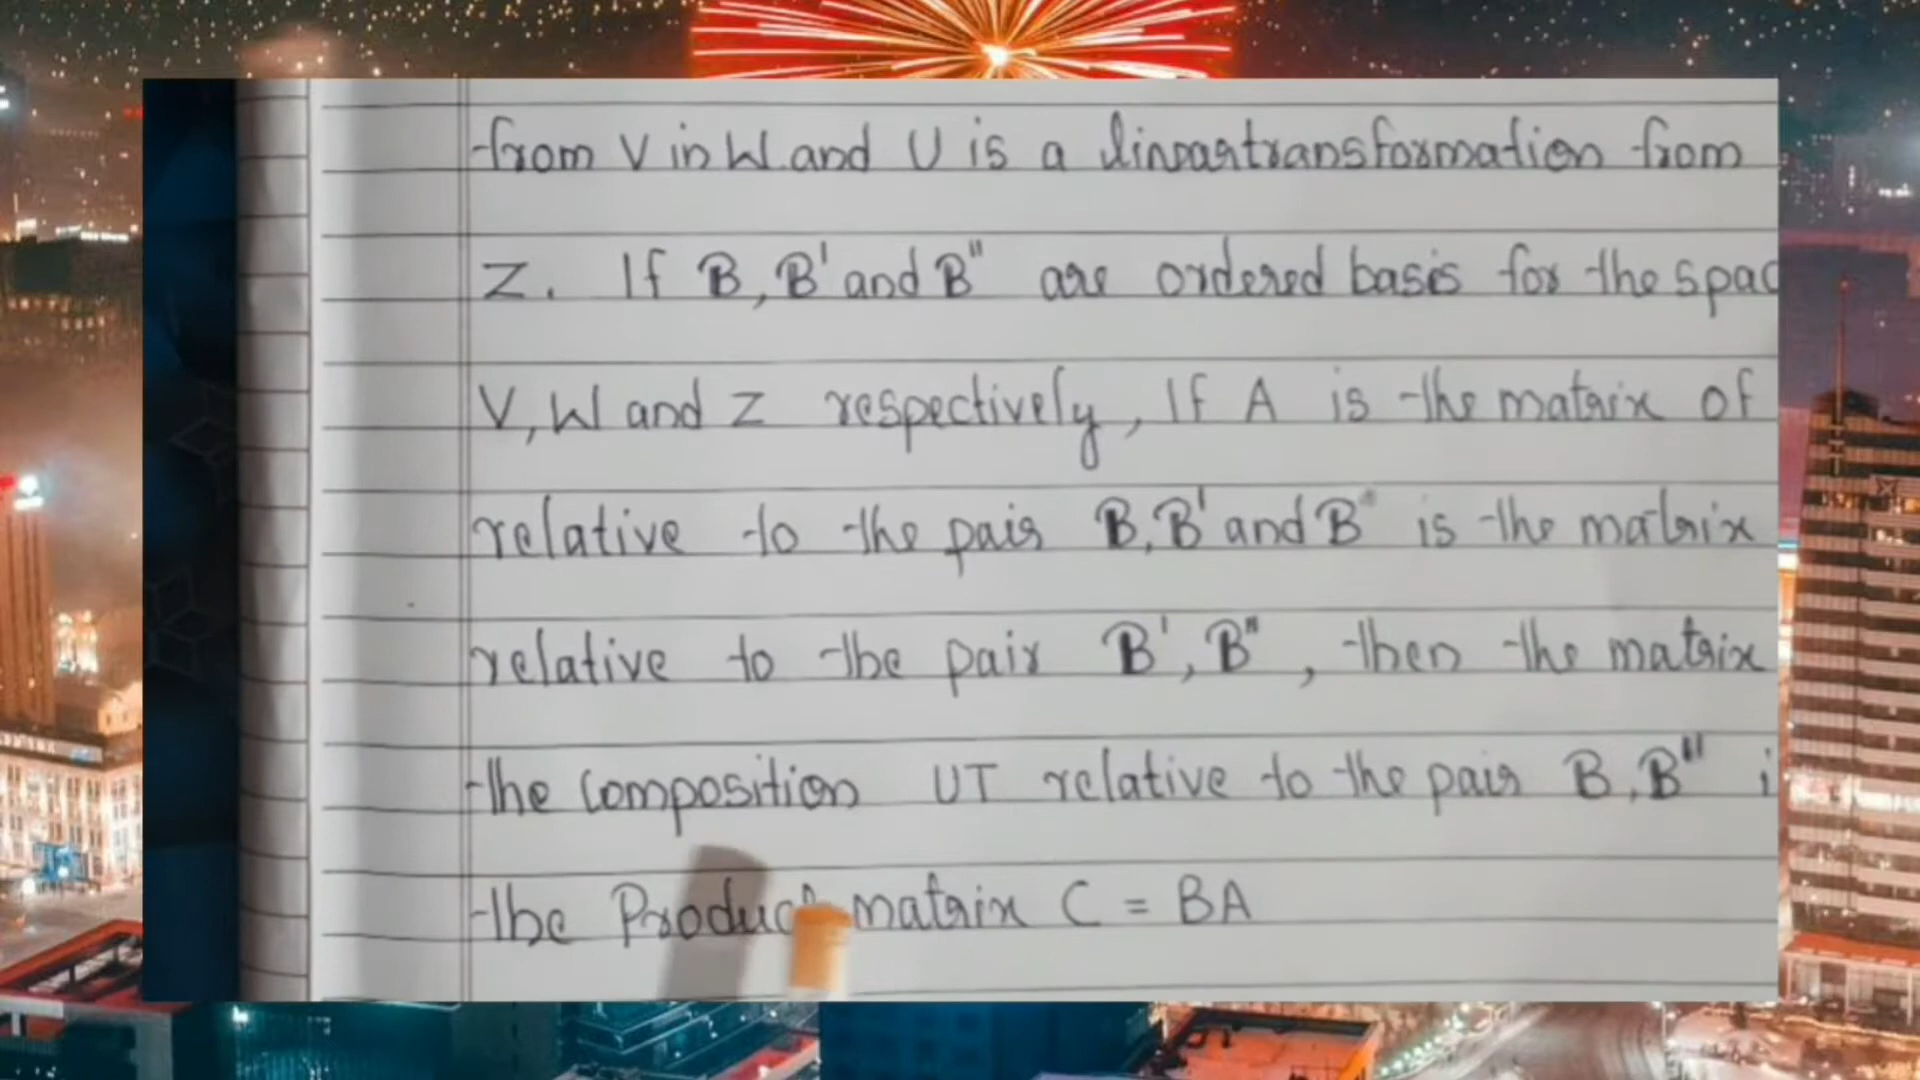 from V in W and U is a linear transformation from
Z. If B, B' and B" are ordered basis for the spac
V, W and Z respectively, If A is the matrix of
relative to the pair B, B' and B" is the matrix
relative to the pair B', B", then the matrix
the composition UT relative to the pair B, B" i
the Product matrix C = BA